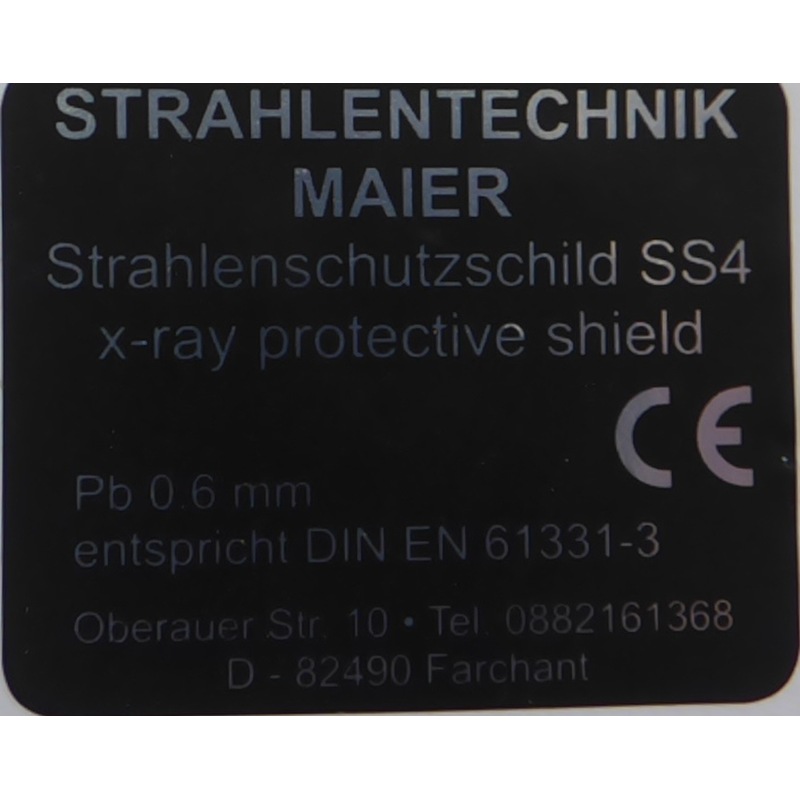 STRAHLENTECHNIK
MAIER
Strahlenschutzschild SS4
x-ray protective shield
CE
Pb 0.6 mm
entspricht DIN EN 61331-3
Oberauer Str. 10 • Tel. 0882161368
D - 82490 Farchant